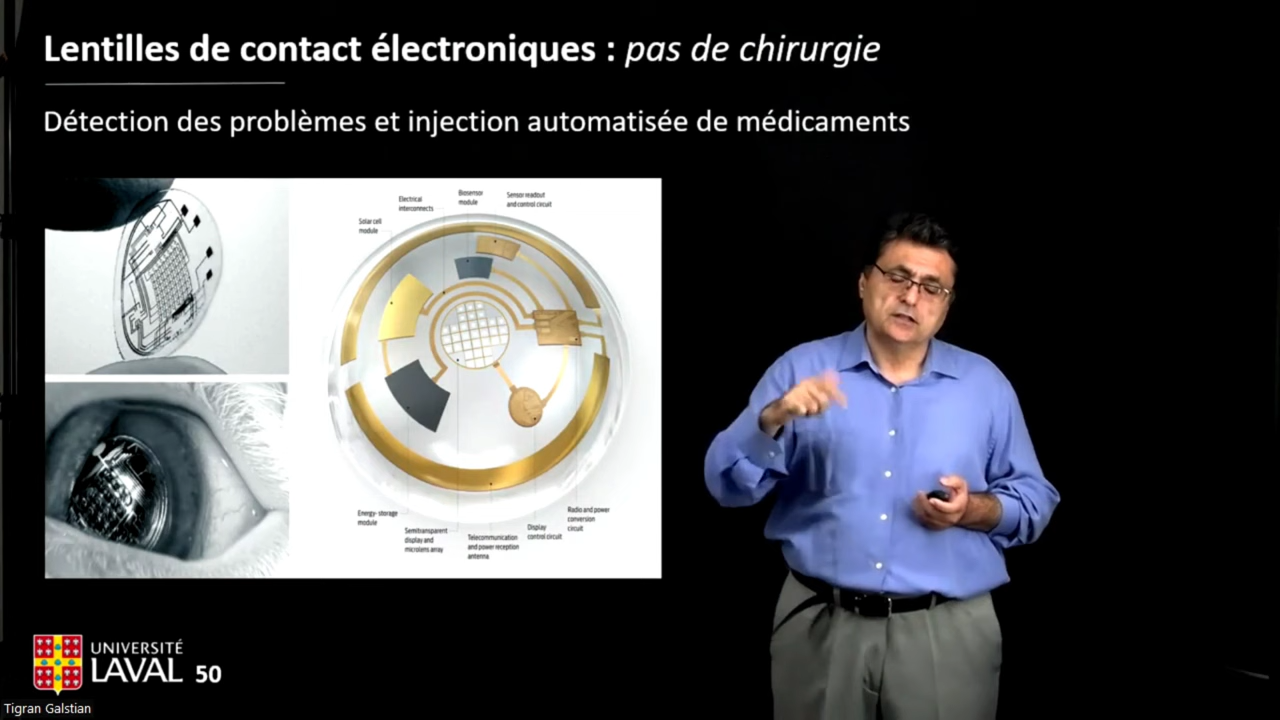 Lentilles de contact électroniques : pas de chirurgie
Détection des problèmes et injection automatisée de médicaments
Electrical
interconnects
Biosensor
module
Sensor readout
and control circuit
Solar cell
module
Energy- storage
module
Semitransparent
display and
microlens array
Telecommunication
and power reception
antenna
Display
control circuit
Radio and power
conversion
circuit
UNIVERSITÉ
LAVAL 50
Tigran Galstian